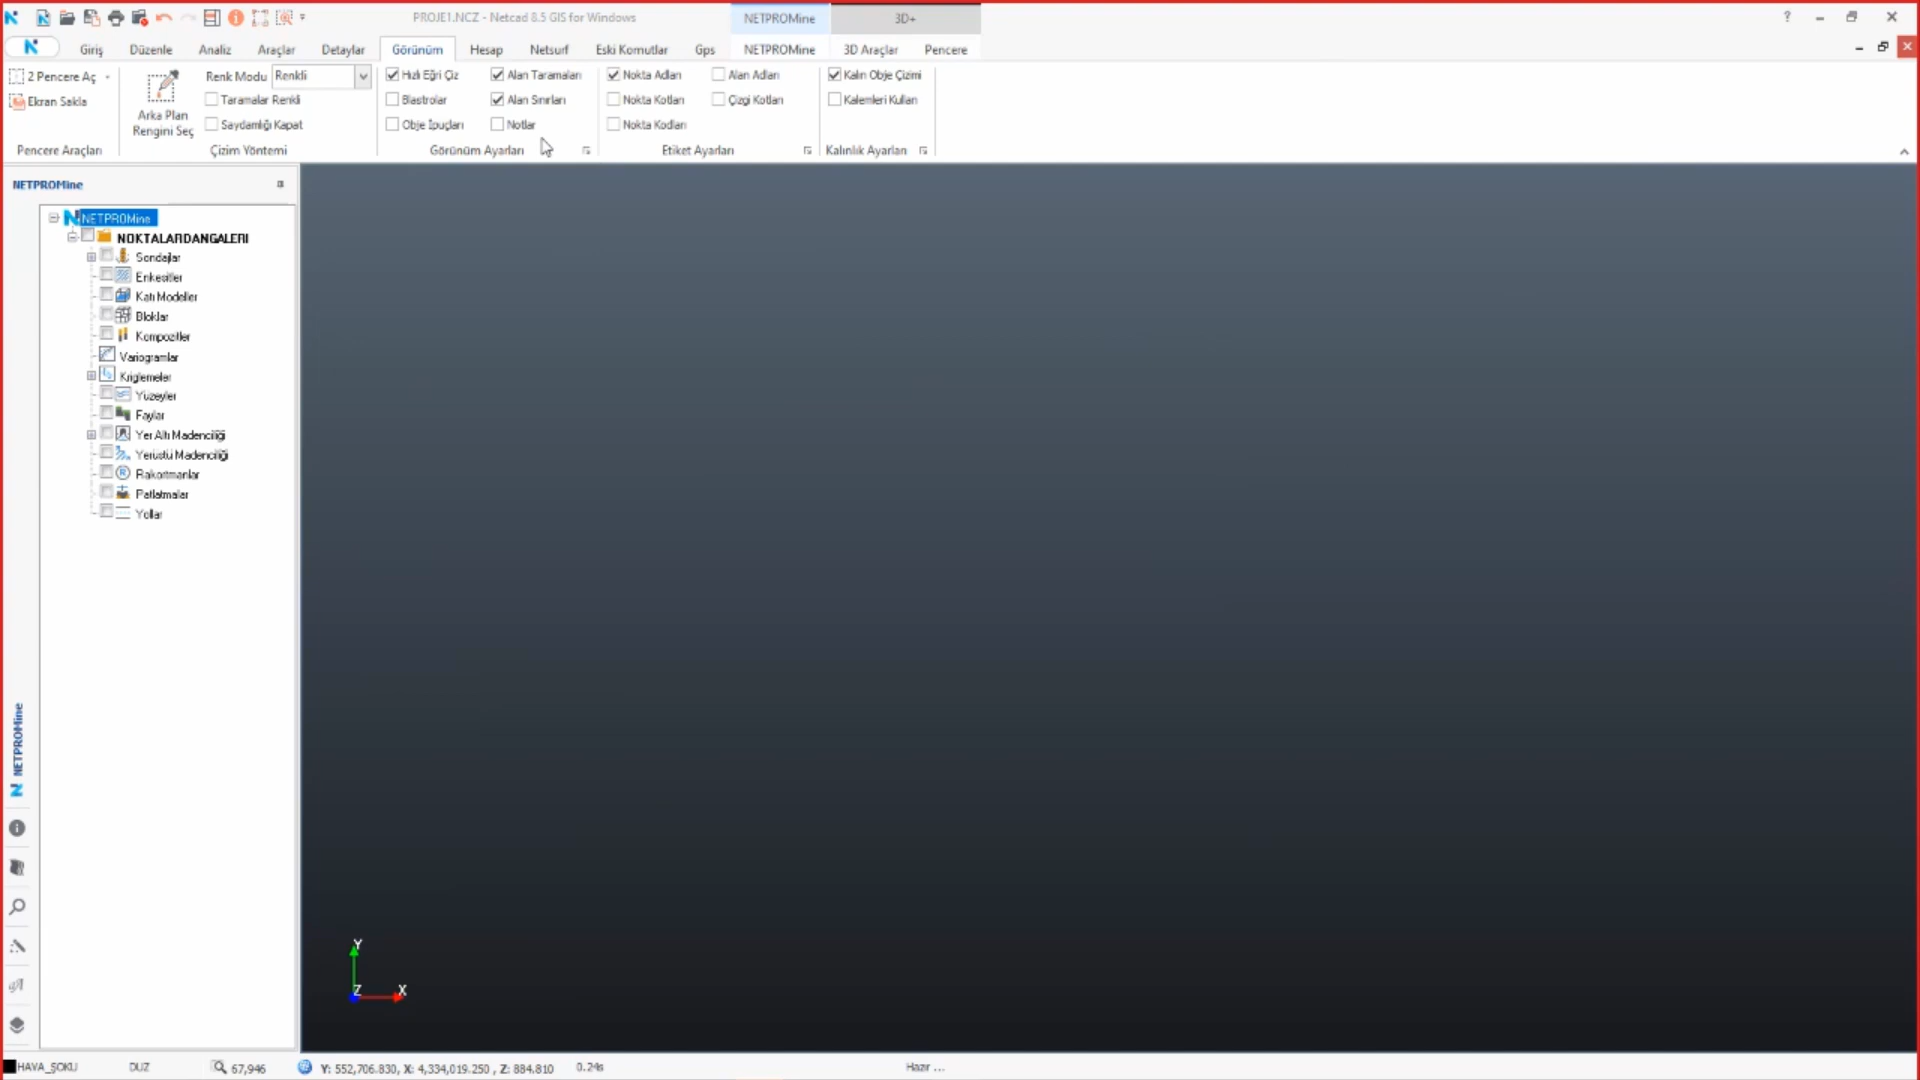 PROJE1.NCZ - Netcad 8.5 GIS for Windows
NETPROMine
3D+
Giriş Düzenle Analiz Araçlar Detaylar Görünüm Hesap Netsurf Eski Komutlar Gps NETPROMine 3D Araçlar Pencere
2 Pencere Aç
Ekran Sakla
Pencere Araçları
Arka Plan
Rengini Seç
Renk Modu Renkli
Taramalar Renkli
Saydamlığı Kapat
Çizim Yöntemi
Hızlı Eğri Çiz
Blastrolar
Obje İpuçları
Alan Taramaları
Alan Sınırları
Notlar
Görünüm Ayarları
Nokta Adları
Nokta Kotları
Nokta Kodları
Alan Adları
Çizgi Kotları
Etiket Ayarları
Kalın Obje Çizimi
Kalemleri Kullan
Kalınlık Ayarları
NETPROMine
NETPROMine
NOKTALARDANGALERI
Sondajlar
Enkesitler
Katı Modeller
Bloklar
Kompozitler
Variogramlar
Kriglemeler
Yüzeyler
Faylar
Yer Altı Madenciliği
Yerüstü Madenciliği
Rakortmanlar
Patlatmalar
Yollar
NETPROMine
Y
Z
X
HAVA_ŞOKU
DUZ
67,946
Y: 552,706.830, X: 4,334,019.250 , Z: 884.810
0.24s
Hazır ...